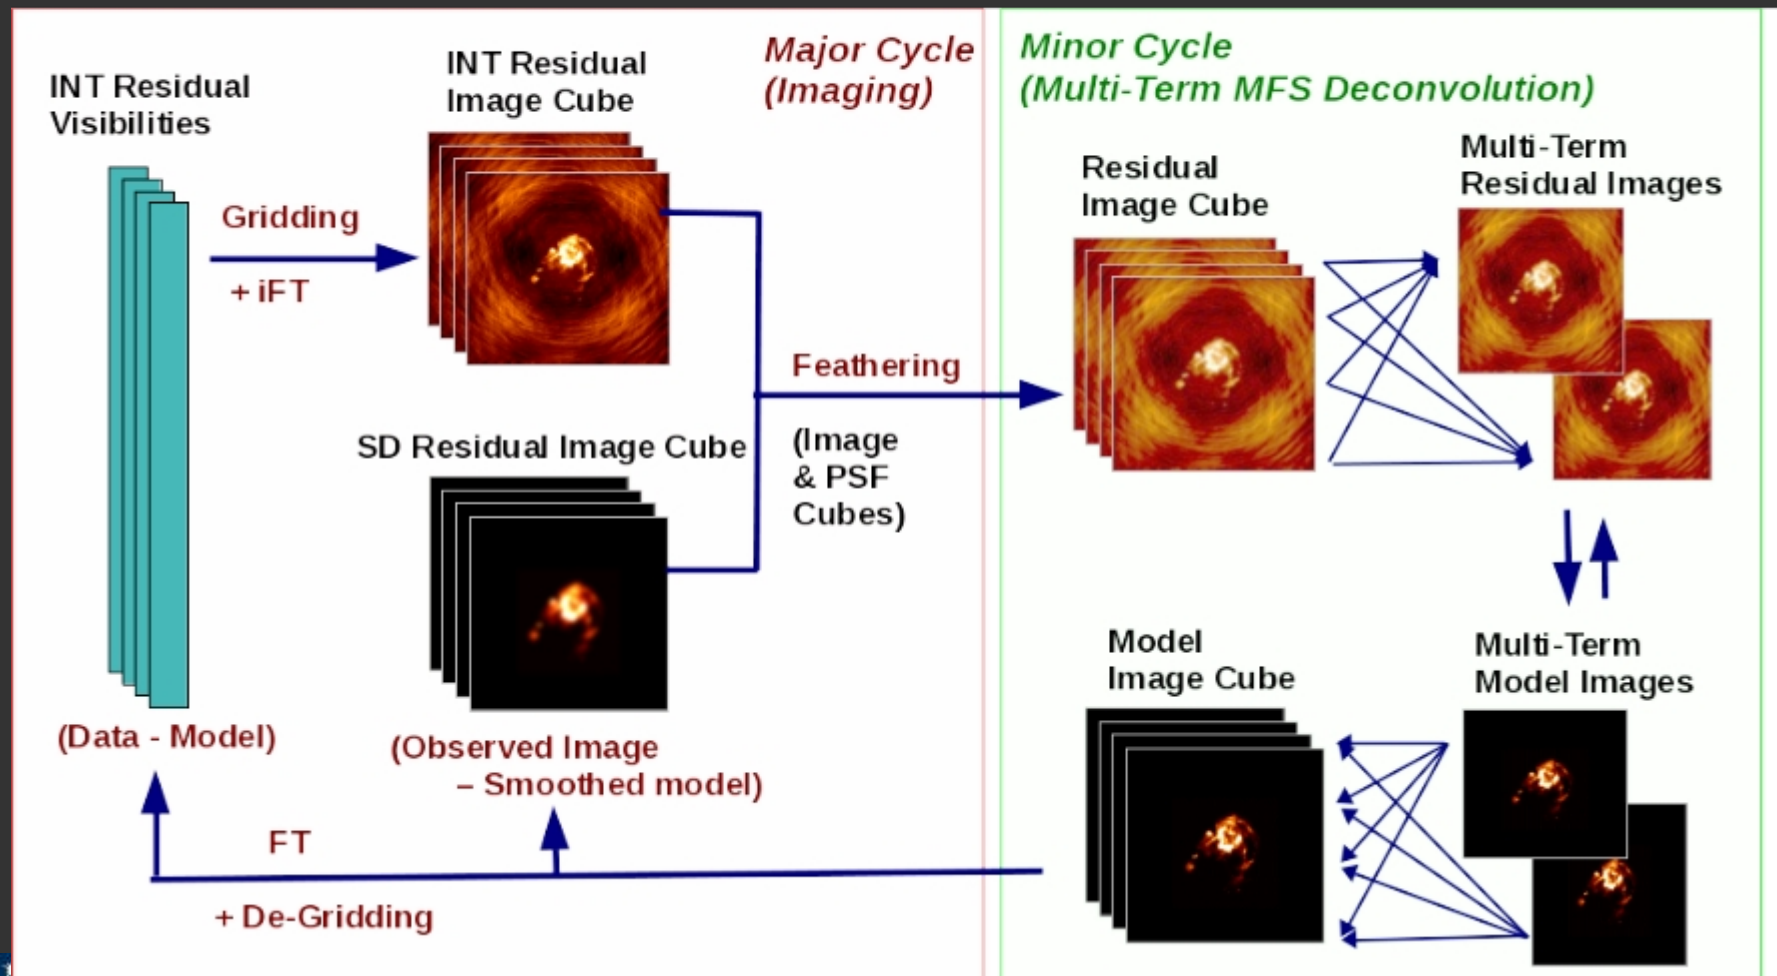 Major Cycle
(Imaging)
INT Residual
Visibilities
INT Residual
Image Cube
Gridding
+ iFT
SD Residual Image Cube
Feathering
(Image
& PSF
Cubes)
(Data - Model)
(Observed Image
– Smoothed model)
FT
+ De-Gridding
Minor Cycle
(Multi-Term MFS Deconvolution)
Residual
Image Cube
Multi-Term
Residual Images
Model
Image Cube
Multi-Term
Model Images